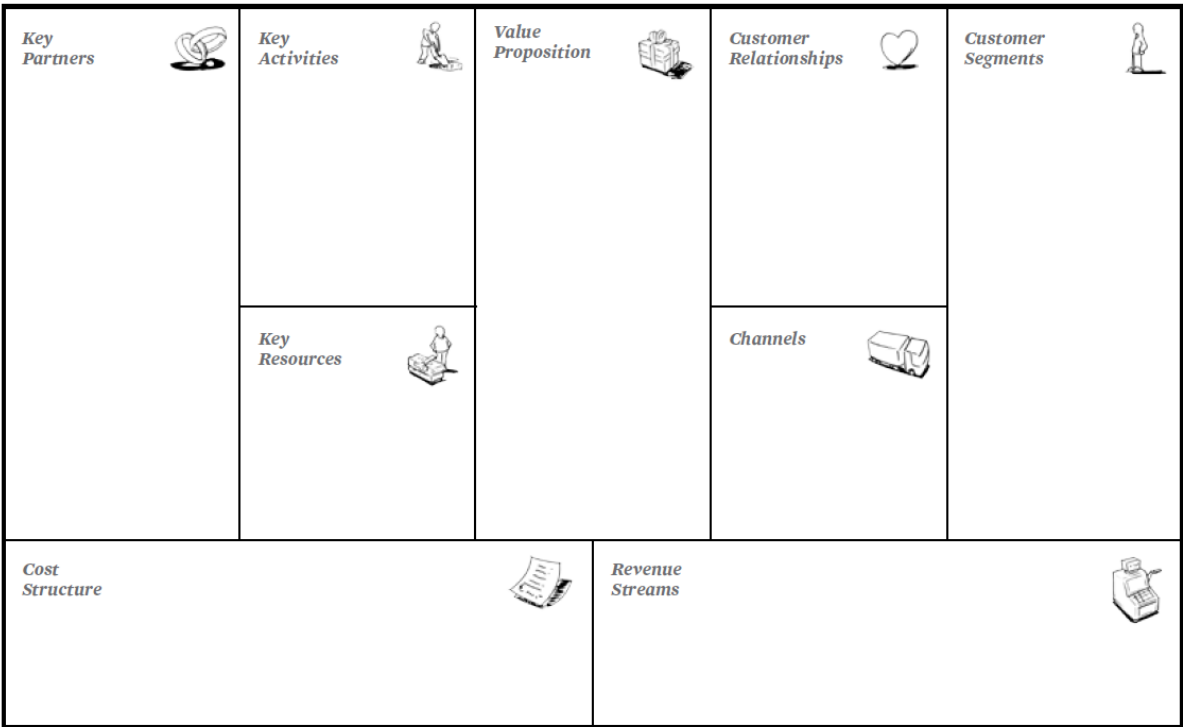 Key
Partners
Key
Activities
Value
Proposition
Customer
Relationships
Customer
Segments
Key
Resources
Channels
Cost
Structure
Revenue
Streams